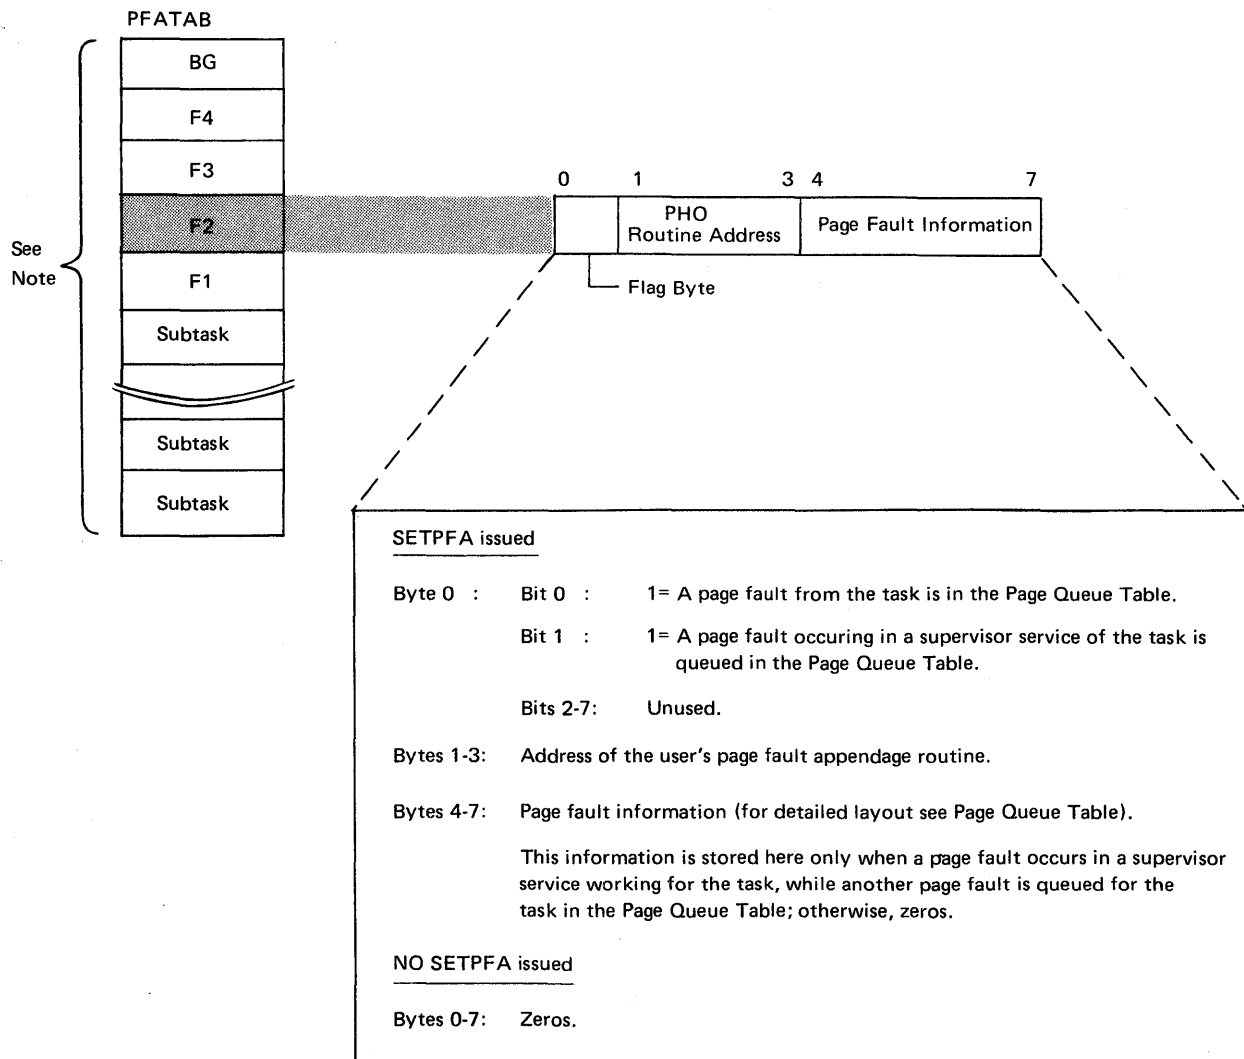 PFATAB
BG
F4
F3
F2
F1
Subtask
Subtask
Subtask
See
Note
0 1 3 4 7
PHO
Routine Address
Page Fault Information
Flag Byte
SETPFA issued
Byte 0 : Bit 0 : 1= A page fault from the task is in the Page Queue Table.
Bit 1 : 1= A page fault occuring in a supervisor service of the task is
queued in the Page Queue Table.
Bits 2-7: Unused.
Bytes 1-3: Address of the user's page fault appendage routine.
Bytes 4-7: Page fault information (for detailed layout see Page Queue Table).
This information is stored here only when a page fault occurs in a supervisor
service working for the task, while another page fault is queued for the
task in the Page Queue Table; otherwise, zeros.
NO SETPFA issued
Bytes 0-7: Zeros.